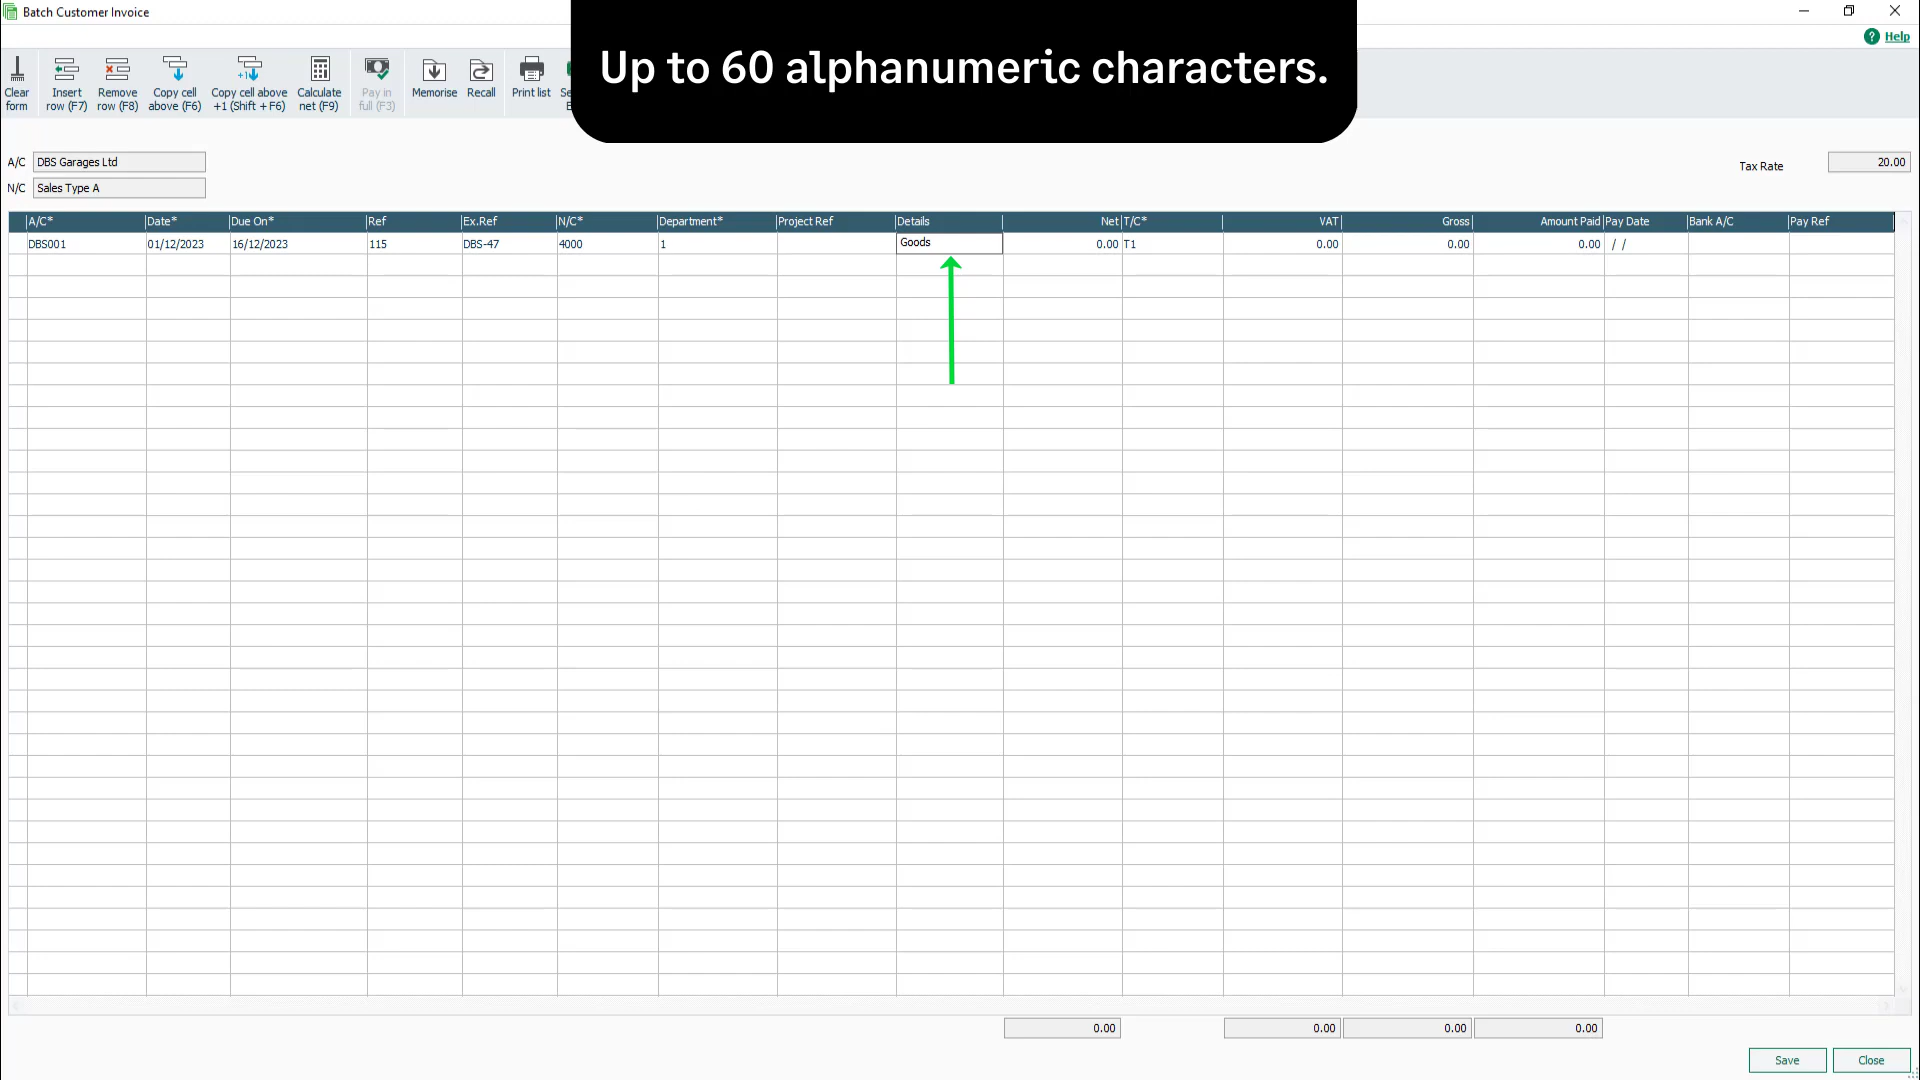 Batch Customer Invoice
Up to 60 alphanumeric characters.
Help
Clear form
Insert row (F7)
Remove row (F8)
Copy cell above (F6)
Copy cell above +1 (Shift + F6)
Calculate net (F9)
Pay in full (F3)
Memorise
Recall
Print list
A/C DBS Garages Ltd
Tax Rate 20.00
N/C Sales Type A
A/C* Date* Due On* Ref Ex.Ref N/C* Department* Project Ref Details Net T/C* VAT Gross Amount Paid Pay Date Bank A/C Pay Ref
DBS001 01/12/2023 16/12/2023 115 DBS-47 4000 1 Goods 0.00 T1 0.00 0.00 0.00 / /
0.00 0.00 0.00 0.00
Save Close